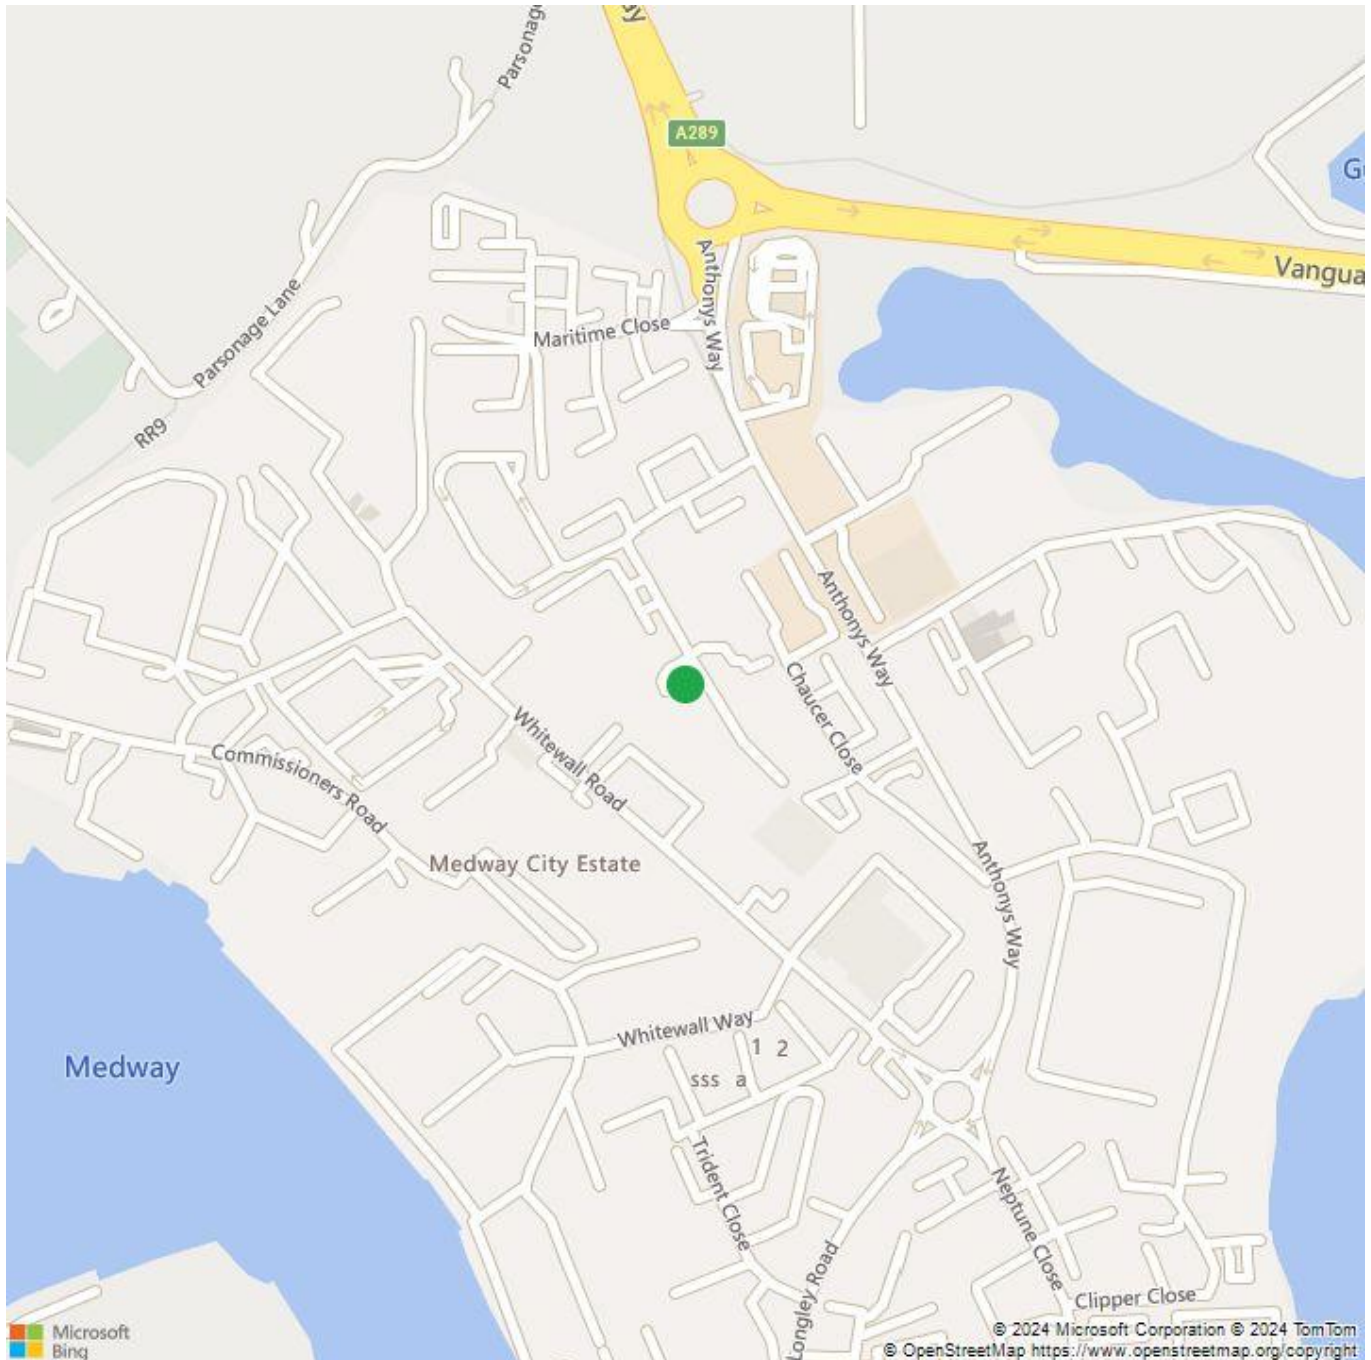 Parsonag
ay
A289
G
Vangua
Anthonys Way
Maritime Close
Parsonage Lane
RR9
Anthonys Way
Chaucer Close
Whitewall Road
Commissioners Road
Medway City Estate
Anthonys Way
Whitewall Way
1 2
sss a
Medway
Trident Close
Neptune Close
Longley Road
Clipper Close
Microsoft
Bing
© 2024 Microsoft Corporation © 2024 TomTom
© OpenStreetMap https://www.openstreetmap.org/copyright